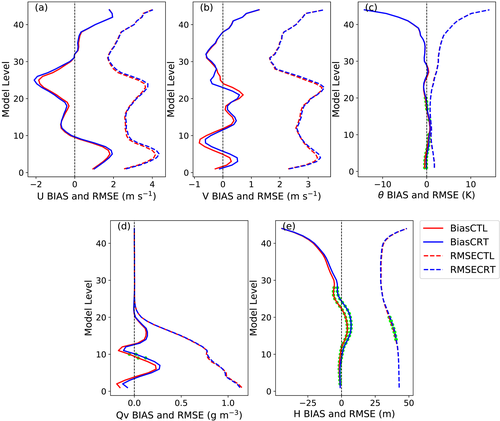 (a)
Model Level
40
30
20
10
0
−2 0 2 4
U BIAS and RMSE (m s⁻¹)
(b)
Model Level
40
30
20
10
0
−1 0 1 2 3
V BIAS and RMSE (m s⁻¹)
(c)
Model Level
40
30
20
10
0
−10 0 10
θ BIAS and RMSE (K)
(d)
Model Level
40
30
20
10
0
0.0 0.5 1.0
Qv BIAS and RMSE (g m⁻³)
(e)
Model Level
40
30
20
10
0
0 50
H BIAS and RMSE (m)
BiasCTL
BiasCRT
RMSECTL
RMSECRT